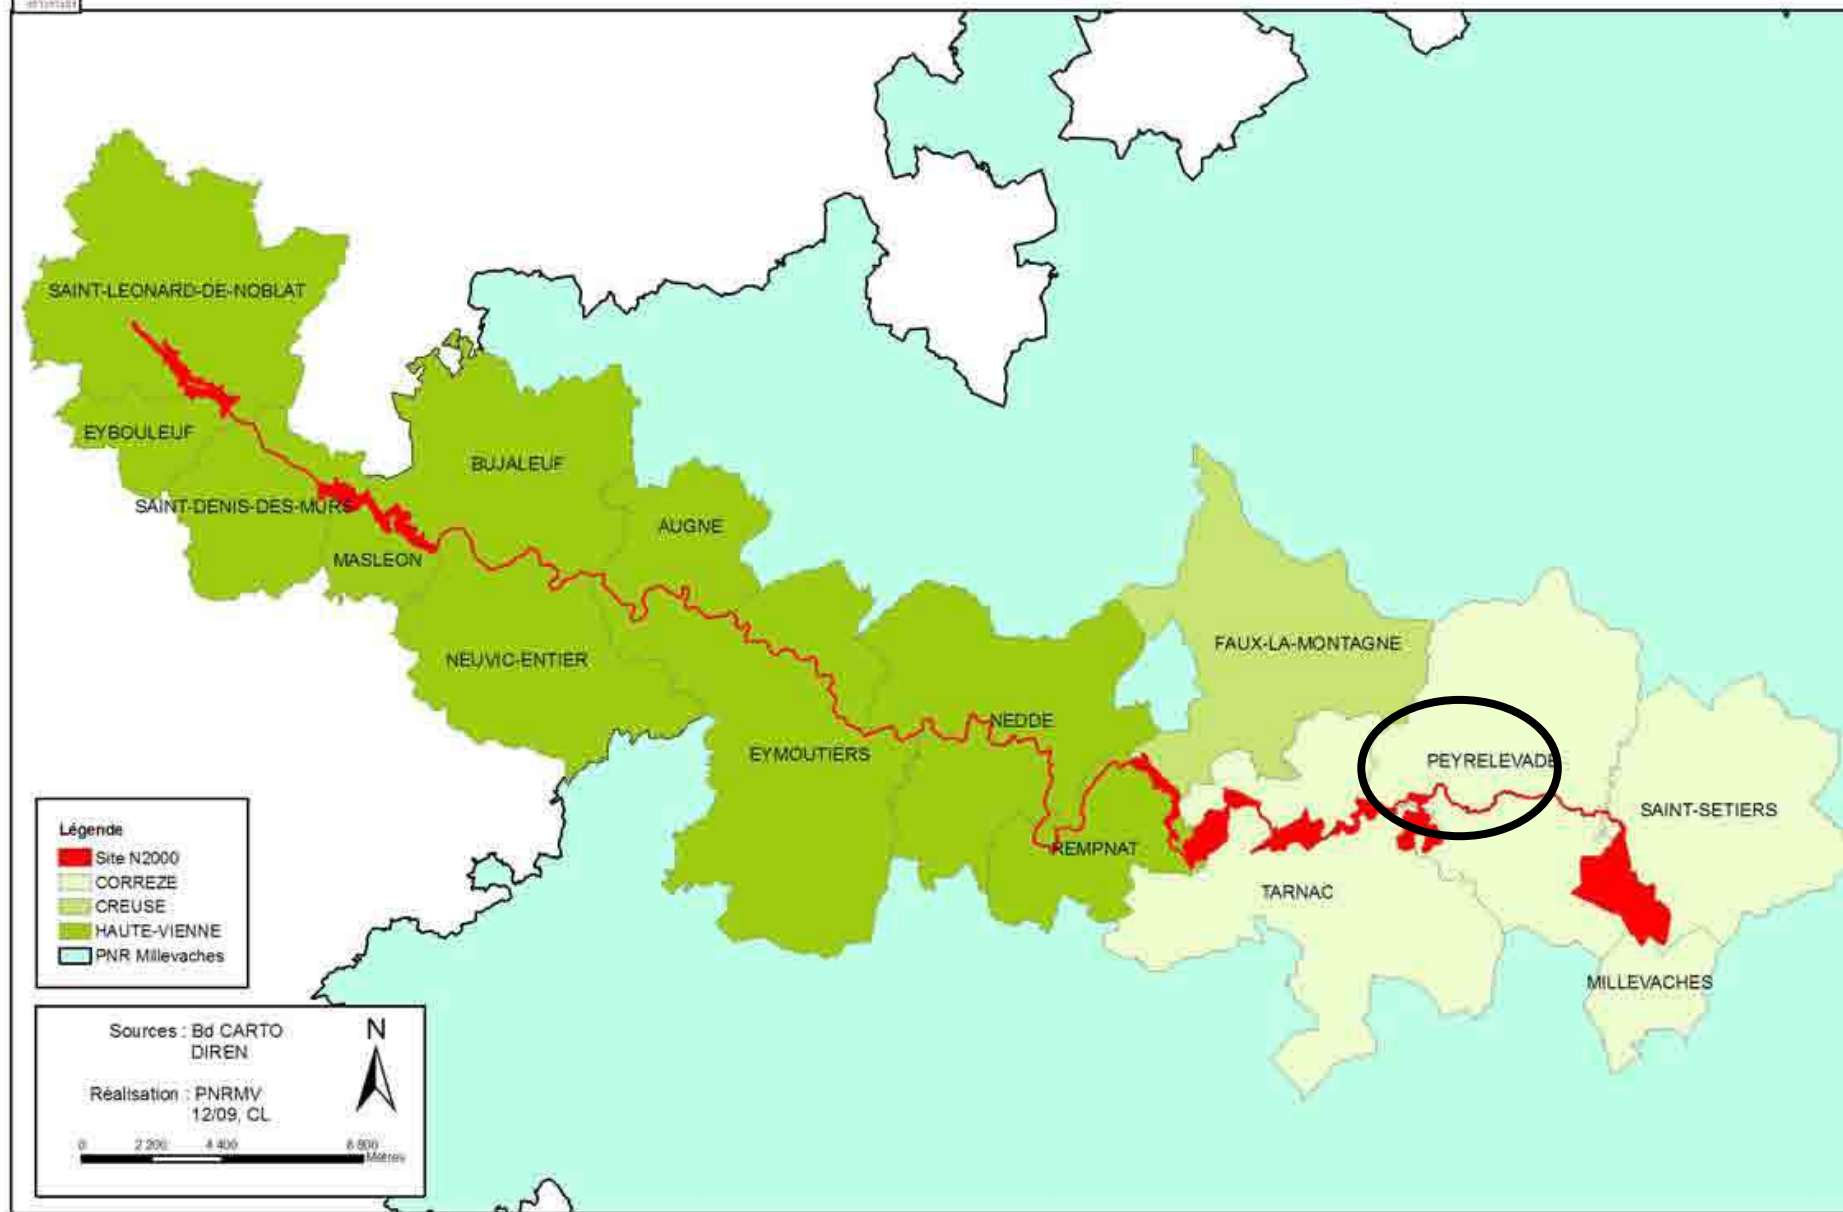 SAINT-LEONARD-DE-NOBLAT
EYBOULEUF
BUJALEUF
SAINT-DENIS-DES-MURS
AUGNE
MASLEON
FAUX-LA-MONTAGNE
NEUVIC-ENTIER
NEDDE
EYMOUTIERS
PEYRELEVADE
SAINT-SETIERS
REMPNAT
TARNAC
MILLEVACHES
Légende
Site N2000
CORREZE
CREUSE
HAUTE-VIENNE
PNR Millevaches
Sources : Bd CARTO
DIREN
N
Réalisation : PNRMV
12/09, CL
0 2 200 4 400 8 800
Mètres